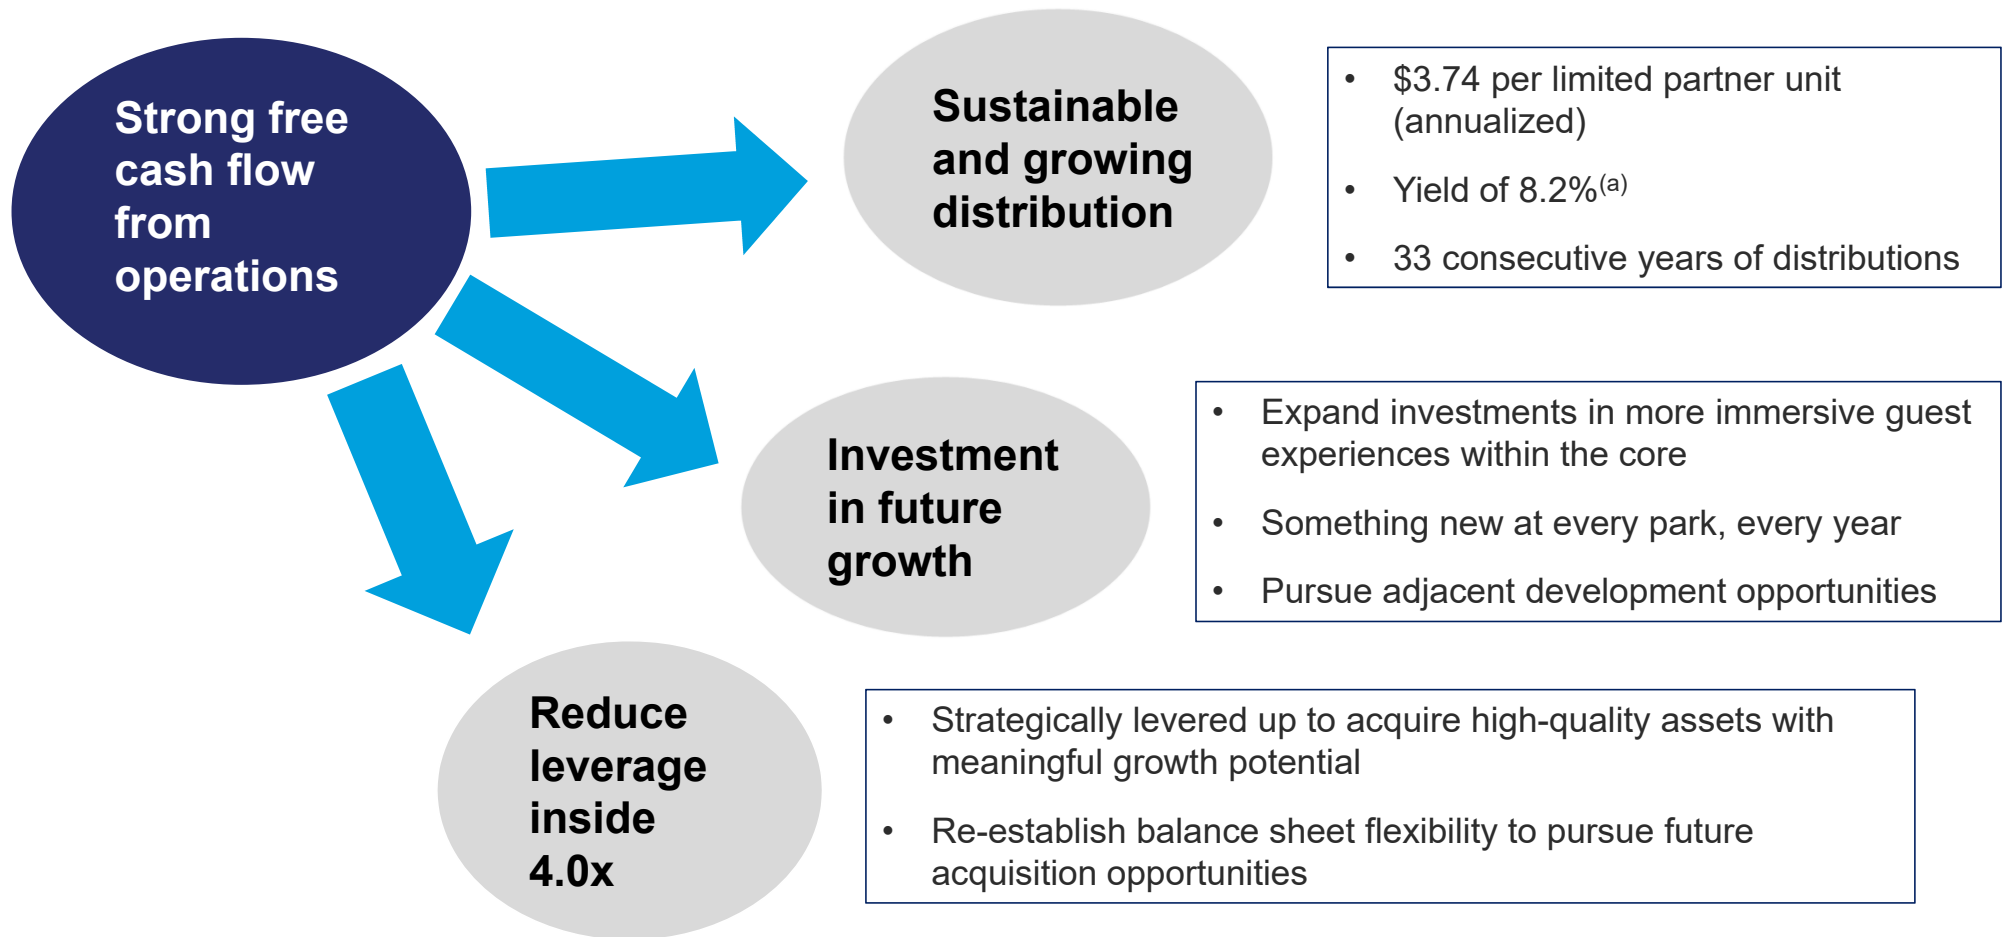 Strong free
cash flow
from
operations
Sustainable
and growing
distribution
• $3.74 per limited partner unit
(annualized)
• Yield of 8.2%(a)
• 33 consecutive years of distributions
Investment
in future
growth
• Expand investments in more immersive guest
experiences within the core
• Something new at every park, every year
• Pursue adjacent development opportunities
Reduce
leverage
inside
4.0x
• Strategically levered up to acquire high-quality assets with
meaningful growth potential
• Re-establish balance sheet flexibility to pursue future
acquisition opportunities